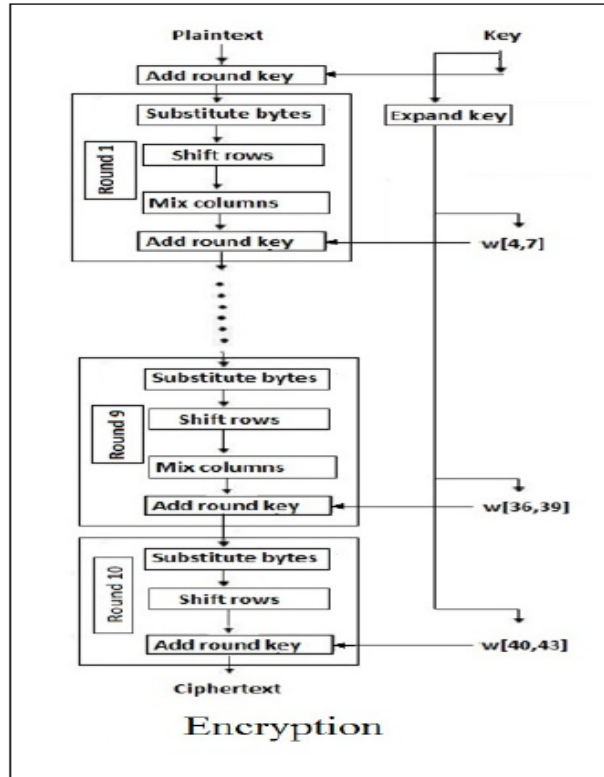 Plaintext
Key
Add round key
Substitute bytes
Expand key
Round 1
Shift rows
Mix columns
Add round key
w[4,7]
Substitute bytes
Round 9
Shift rows
Mix columns
Add round key
w[36,39]
Substitute bytes
Round 10
Shift rows
Add round key
w[40,43]
Ciphertext
Encryption